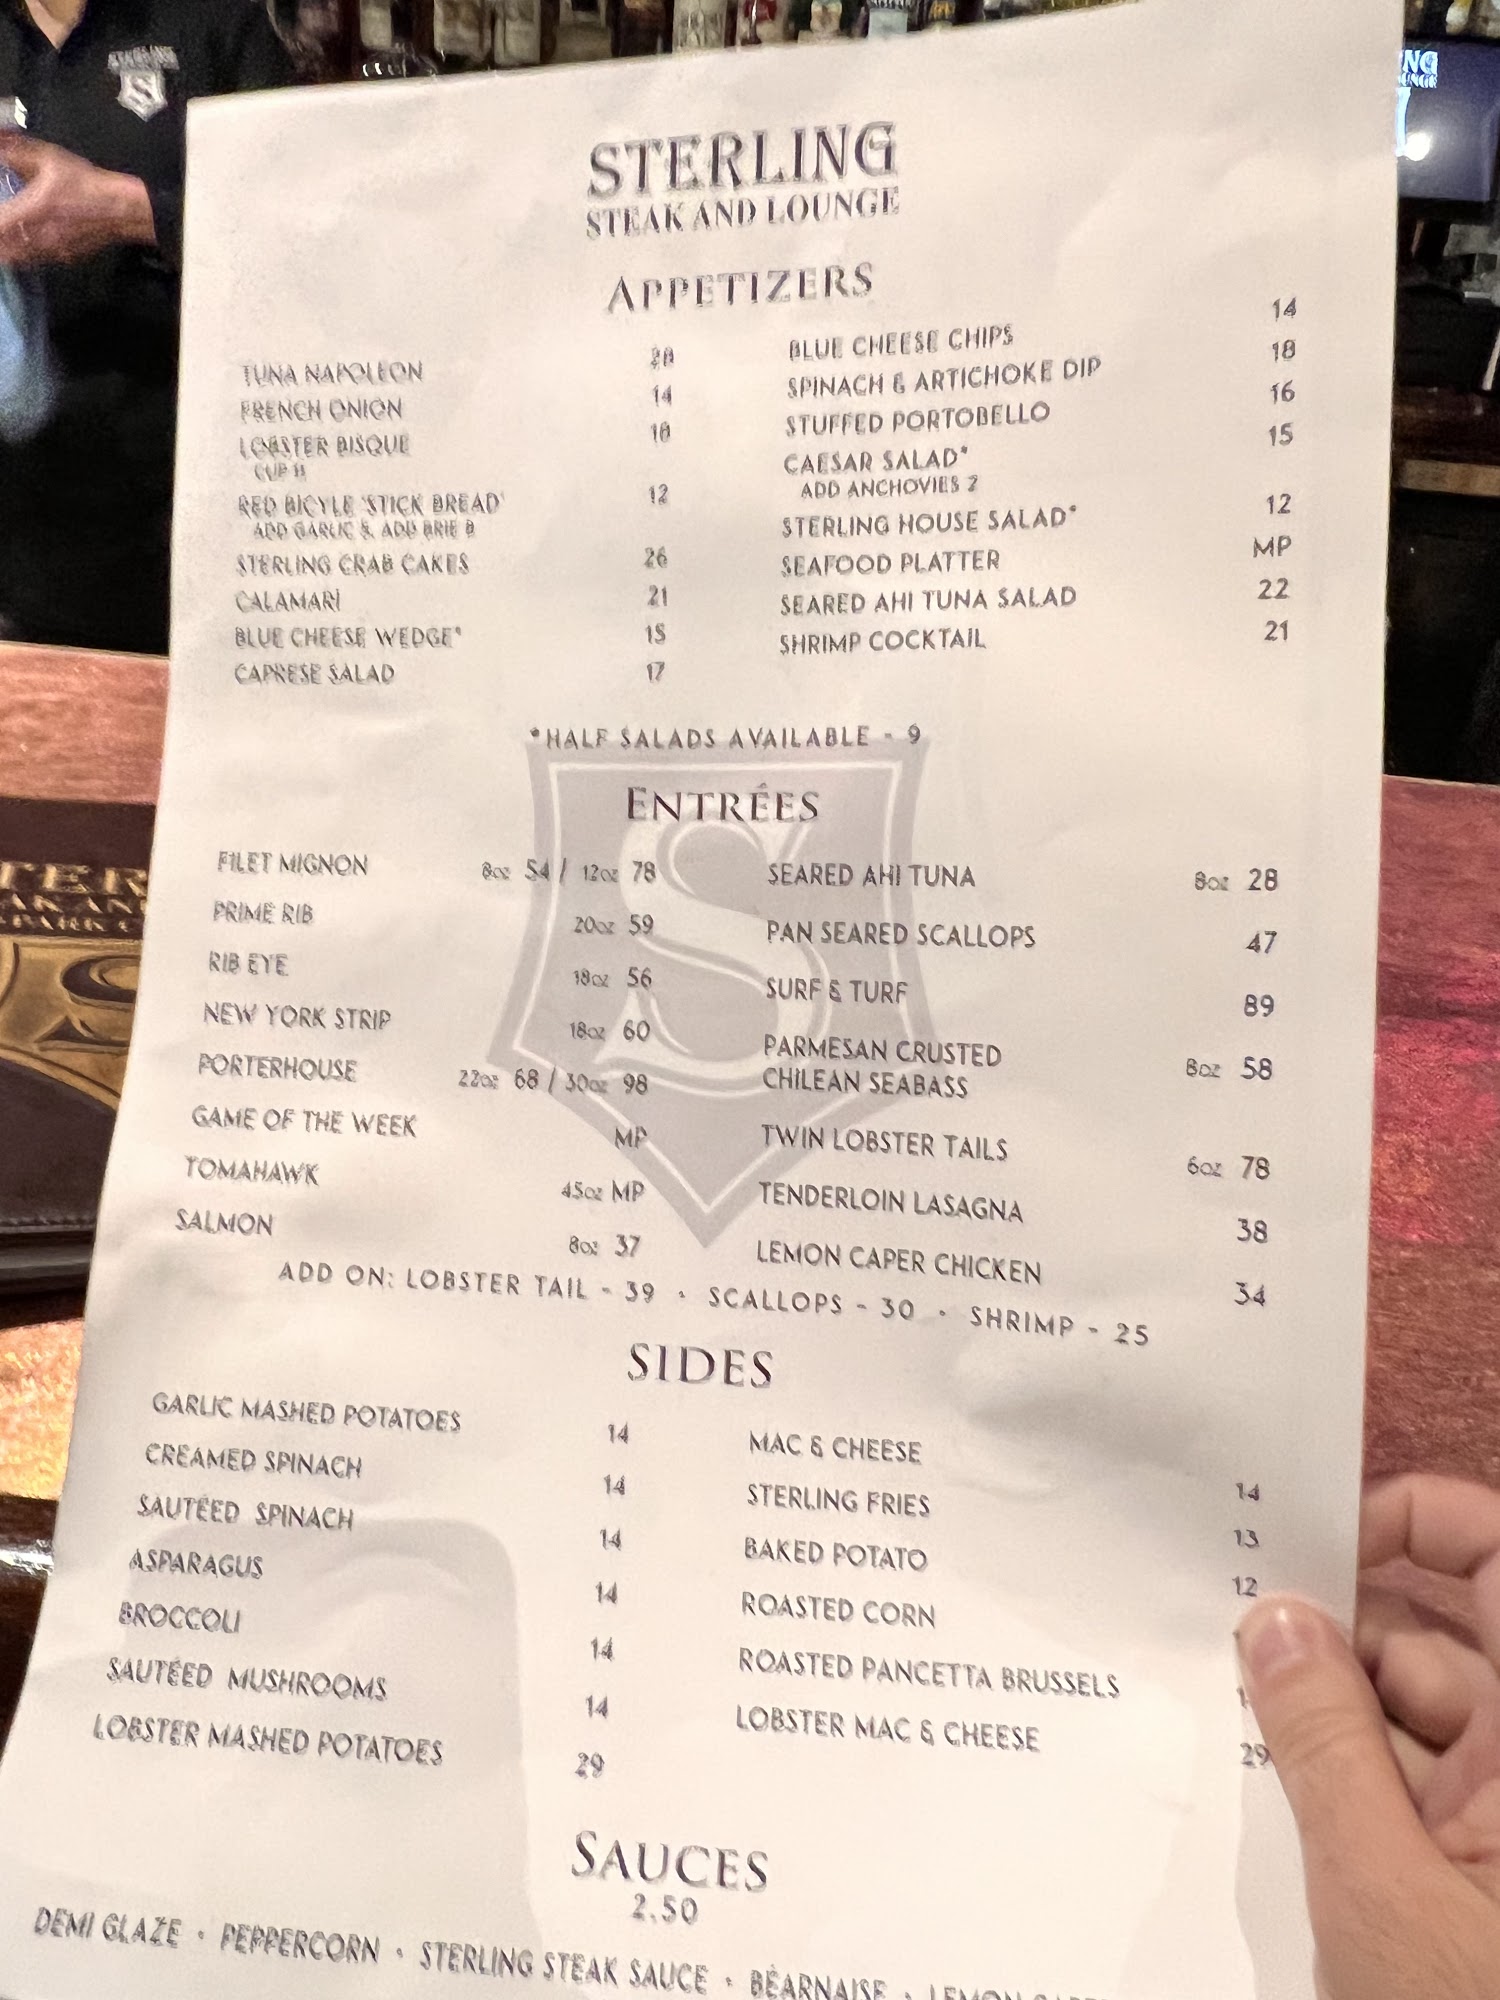 STERLING
STEAK AND LOUNGE
APPETIZERS
TUNA NAPOLEON 28
FRENCH ONION 14
LOBSTER BISQUE 18
CUP 11
RED BICYLE 'STICK BREAD' 12
ADD GARLIC 5, ADD BRIE 8
STERLING CRAB CAKES 26
CALAMARI 21
BLUE CHEESE WEDGE* 15
CAPRESE SALAD 17
BLUE CHEESE CHIPS 14
SPINACH & ARTICHOKE DIP 18
STUFFED PORTOBELLO 16
CAESAR SALAD* 15
ADD ANCHOVIES 2
STERLING HOUSE SALAD* 12
SEAFOOD PLATTER MP
SEARED AHI TUNA SALAD 22
SHRIMP COCKTAIL 21
*HALF SALADS AVAILABLE - 9
ENTRÉES
FILET MIGNON 8oz 54 / 12oz 78
PRIME RIB 20oz 59
RIB EYE 18oz 56
NEW YORK STRIP 18oz 60
PORTERHOUSE 22oz 68 / 30oz 98
GAME OF THE WEEK MP
TOMAHAWK 45oz MP
SALMON 8oz 37
SEARED AHI TUNA 8oz 28
PAN SEARED SCALLOPS 47
SURF & TURF 89
PARMESAN CRUSTED
CHILEAN SEABASS 8oz 58
TWIN LOBSTER TAILS 6oz 78
TENDERLOIN LASAGNA 38
LEMON CAPER CHICKEN 34
ADD ON: LOBSTER TAIL - 39 • SCALLOPS - 30 • SHRIMP - 25
SIDES
GARLIC MASHED POTATOES 14
CREAMED SPINACH 14
SAUTÉED SPINACH 14
ASPARAGUS 14
BROCCOLI 14
SAUTÉED MUSHROOMS 14
LOBSTER MASHED POTATOES 29
MAC & CHEESE 14
STERLING FRIES 13
BAKED POTATO 12
ROASTED CORN
ROASTED PANCETTA BRUSSELS
LOBSTER MAC & CHEESE 29
SAUCES
2.50
DEMI GLAZE • PEPPERCORN • STERLING STEAK SAUCE • BÉARNAISE • LEMON